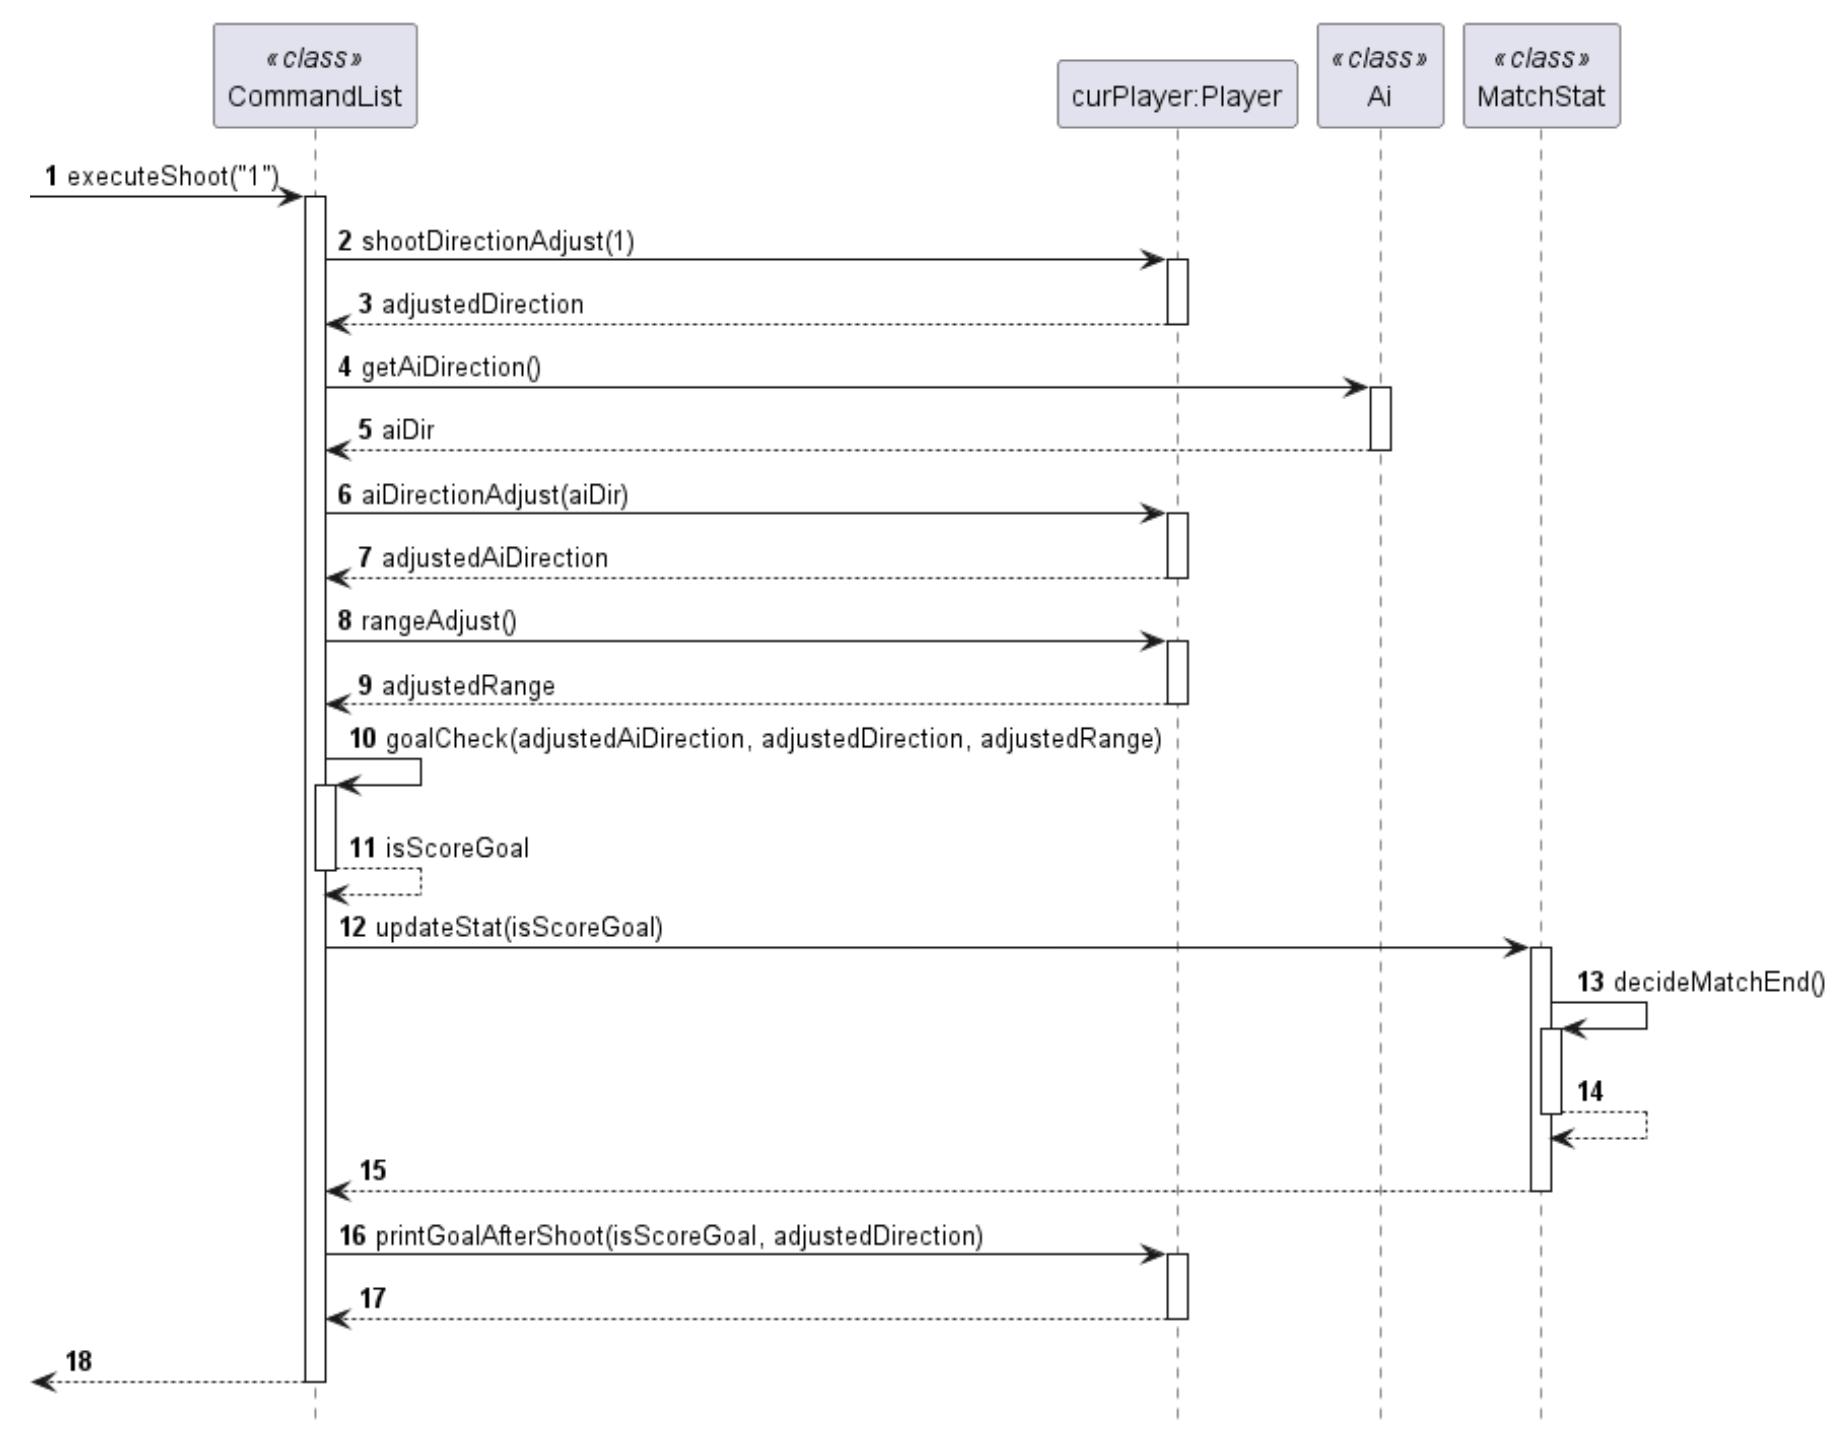 «class»
CommandList
curPlayer:Player
«class»
Ai
«class»
MatchStat
1 executeShoot("1")
2 shootDirectionAdjust(1)
3 adjustedDirection
4 getAiDirection()
5 aiDir
6 aiDirectionAdjust(aiDir)
7 adjustedAiDirection
8 rangeAdjust()
9 adjustedRange
10 goalCheck(adjustedAiDirection, adjustedDirection, adjustedRange)
11 isScoreGoal
12 updateStat(isScoreGoal)
13 decideMatchEnd()
14
15
16 printGoalAfterShoot(isScoreGoal, adjustedDirection)
17
18